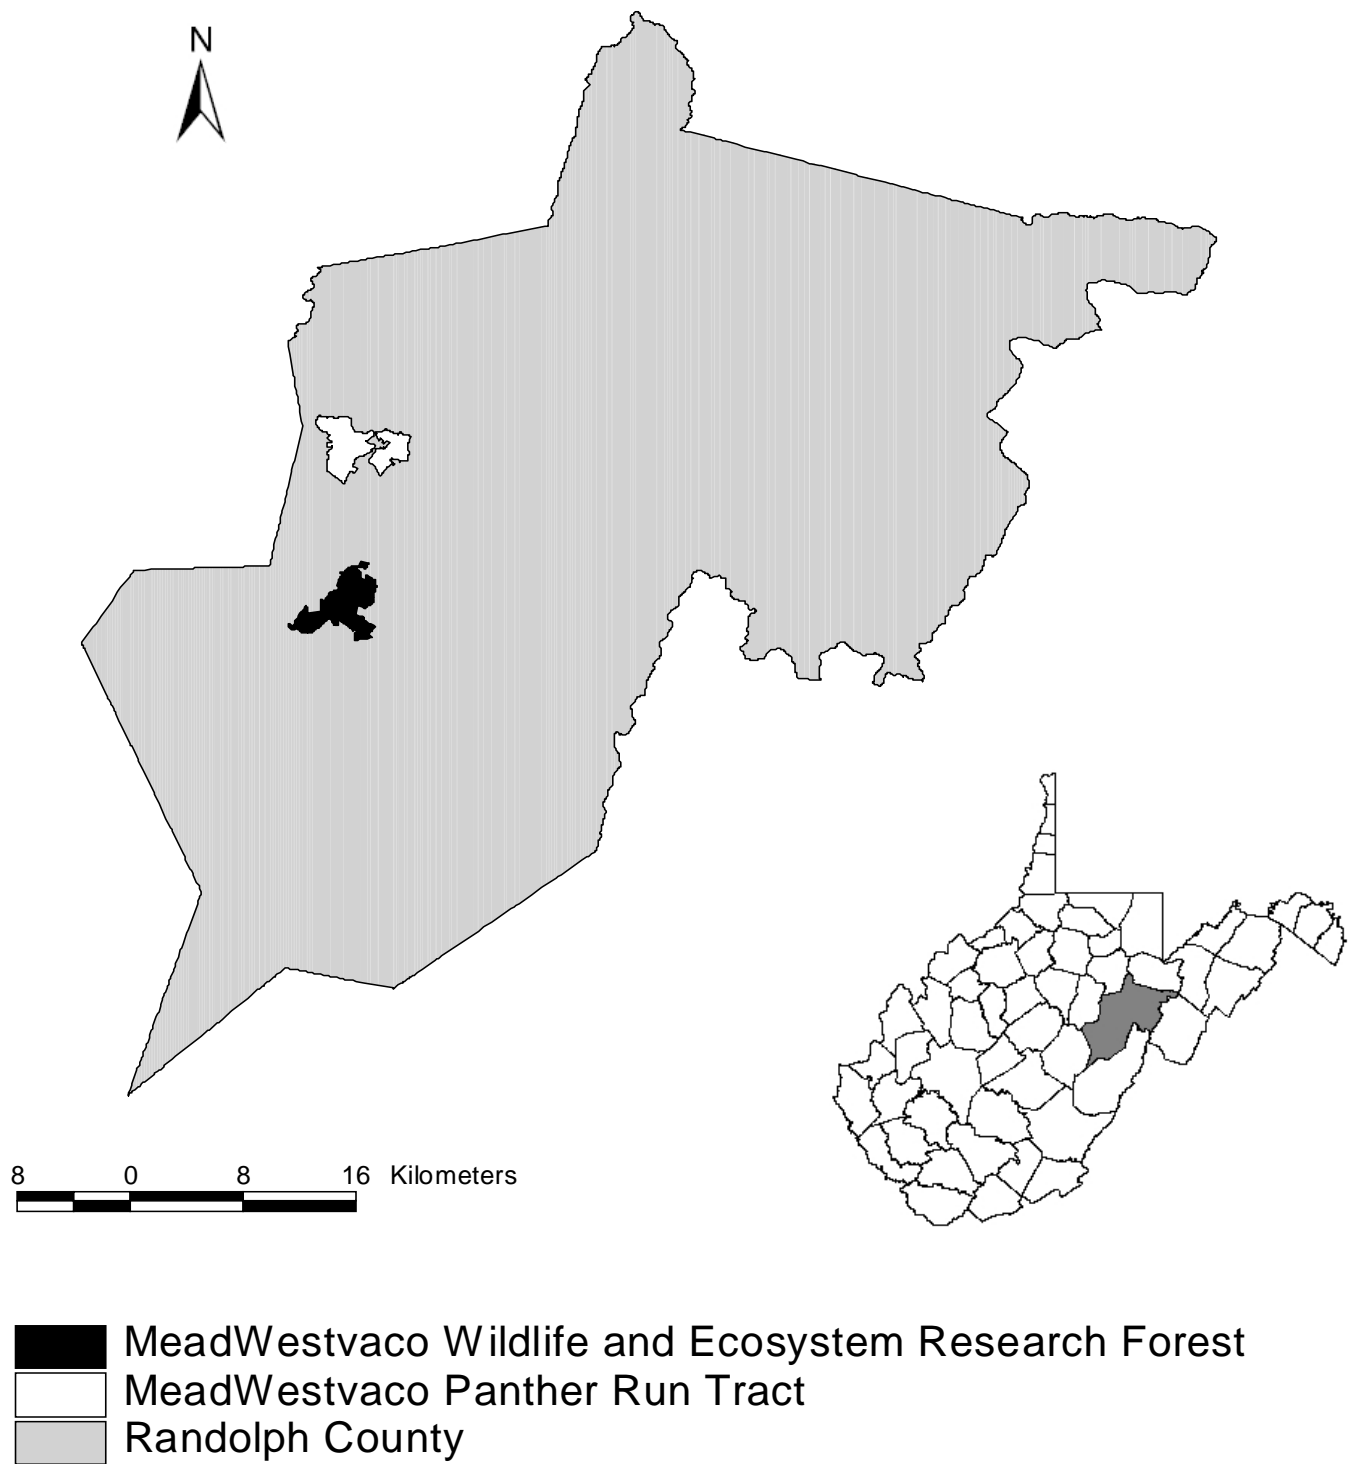 N
8 0 8 16 Kilometers
MeadWestvaco Wildlife and Ecosystem Research Forest
MeadWestvaco Panther Run Tract
Randolph County